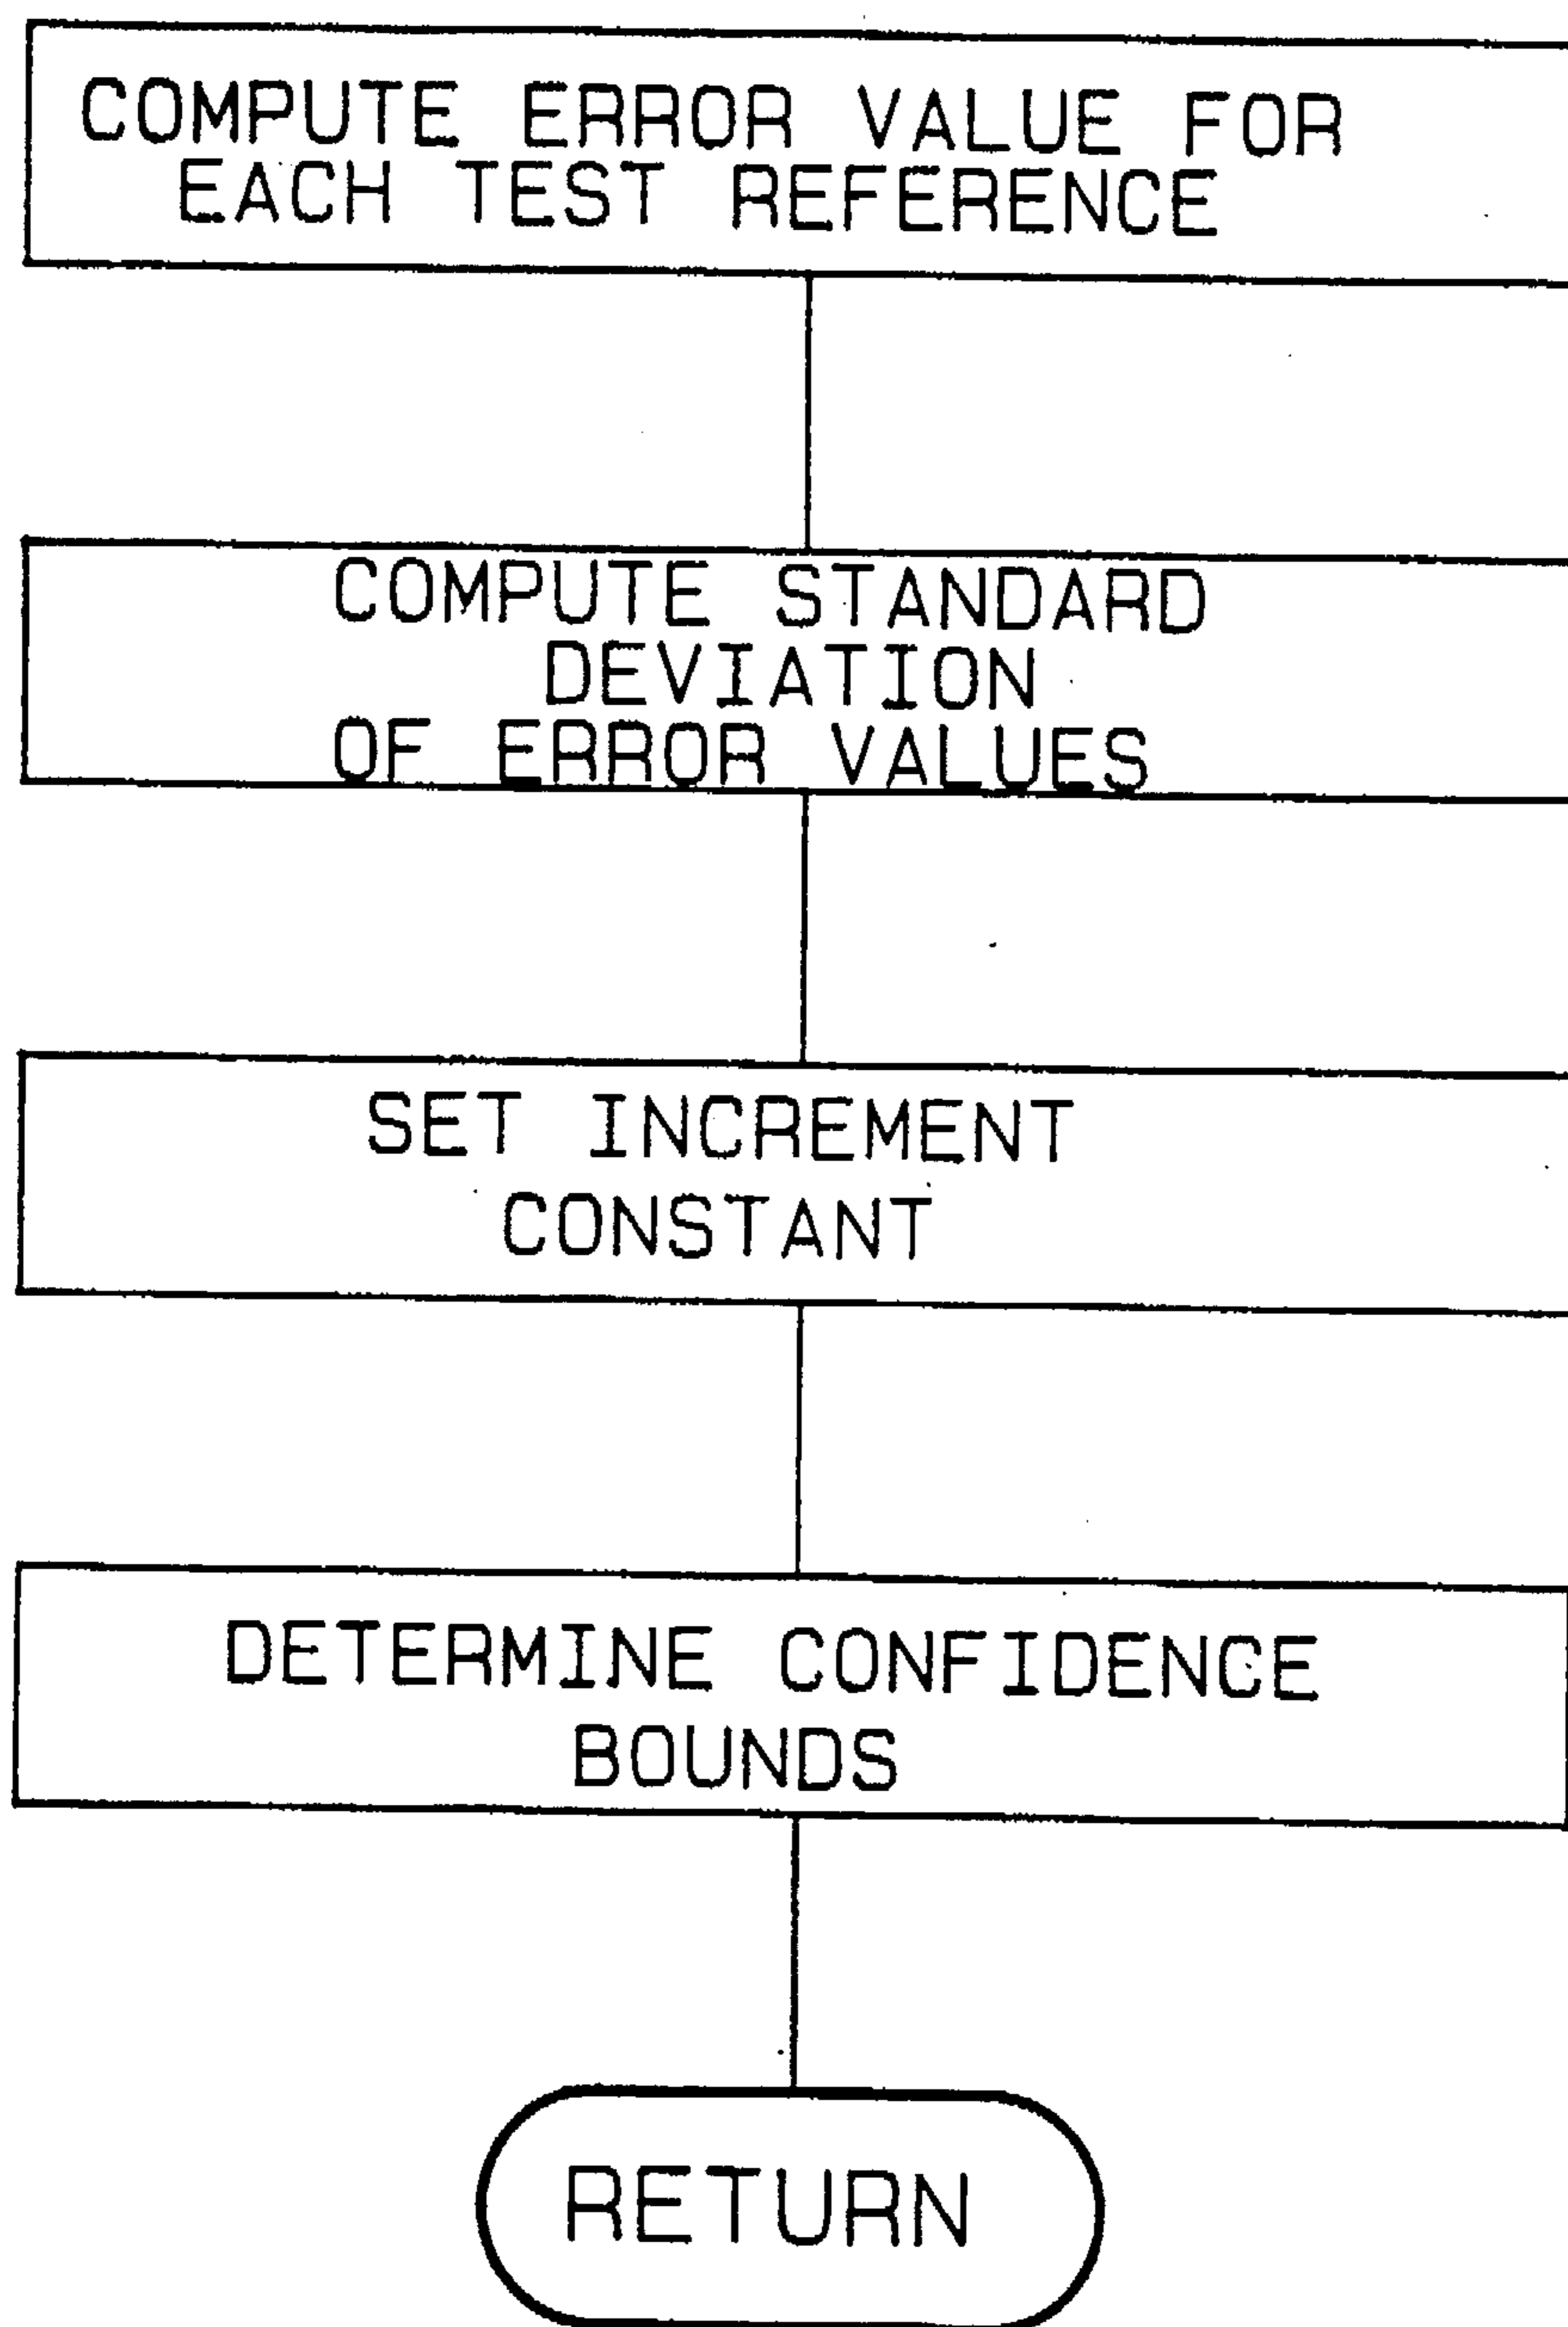 COMPUTE ERROR VALUE FOR
EACH TEST REFERENCE
COMPUTE STANDARD
DEVIATION
OF ERROR VALUES
SET INCREMENT
CONSTANT
DETERMINE CONFIDENCE
BOUNDS
RETURN